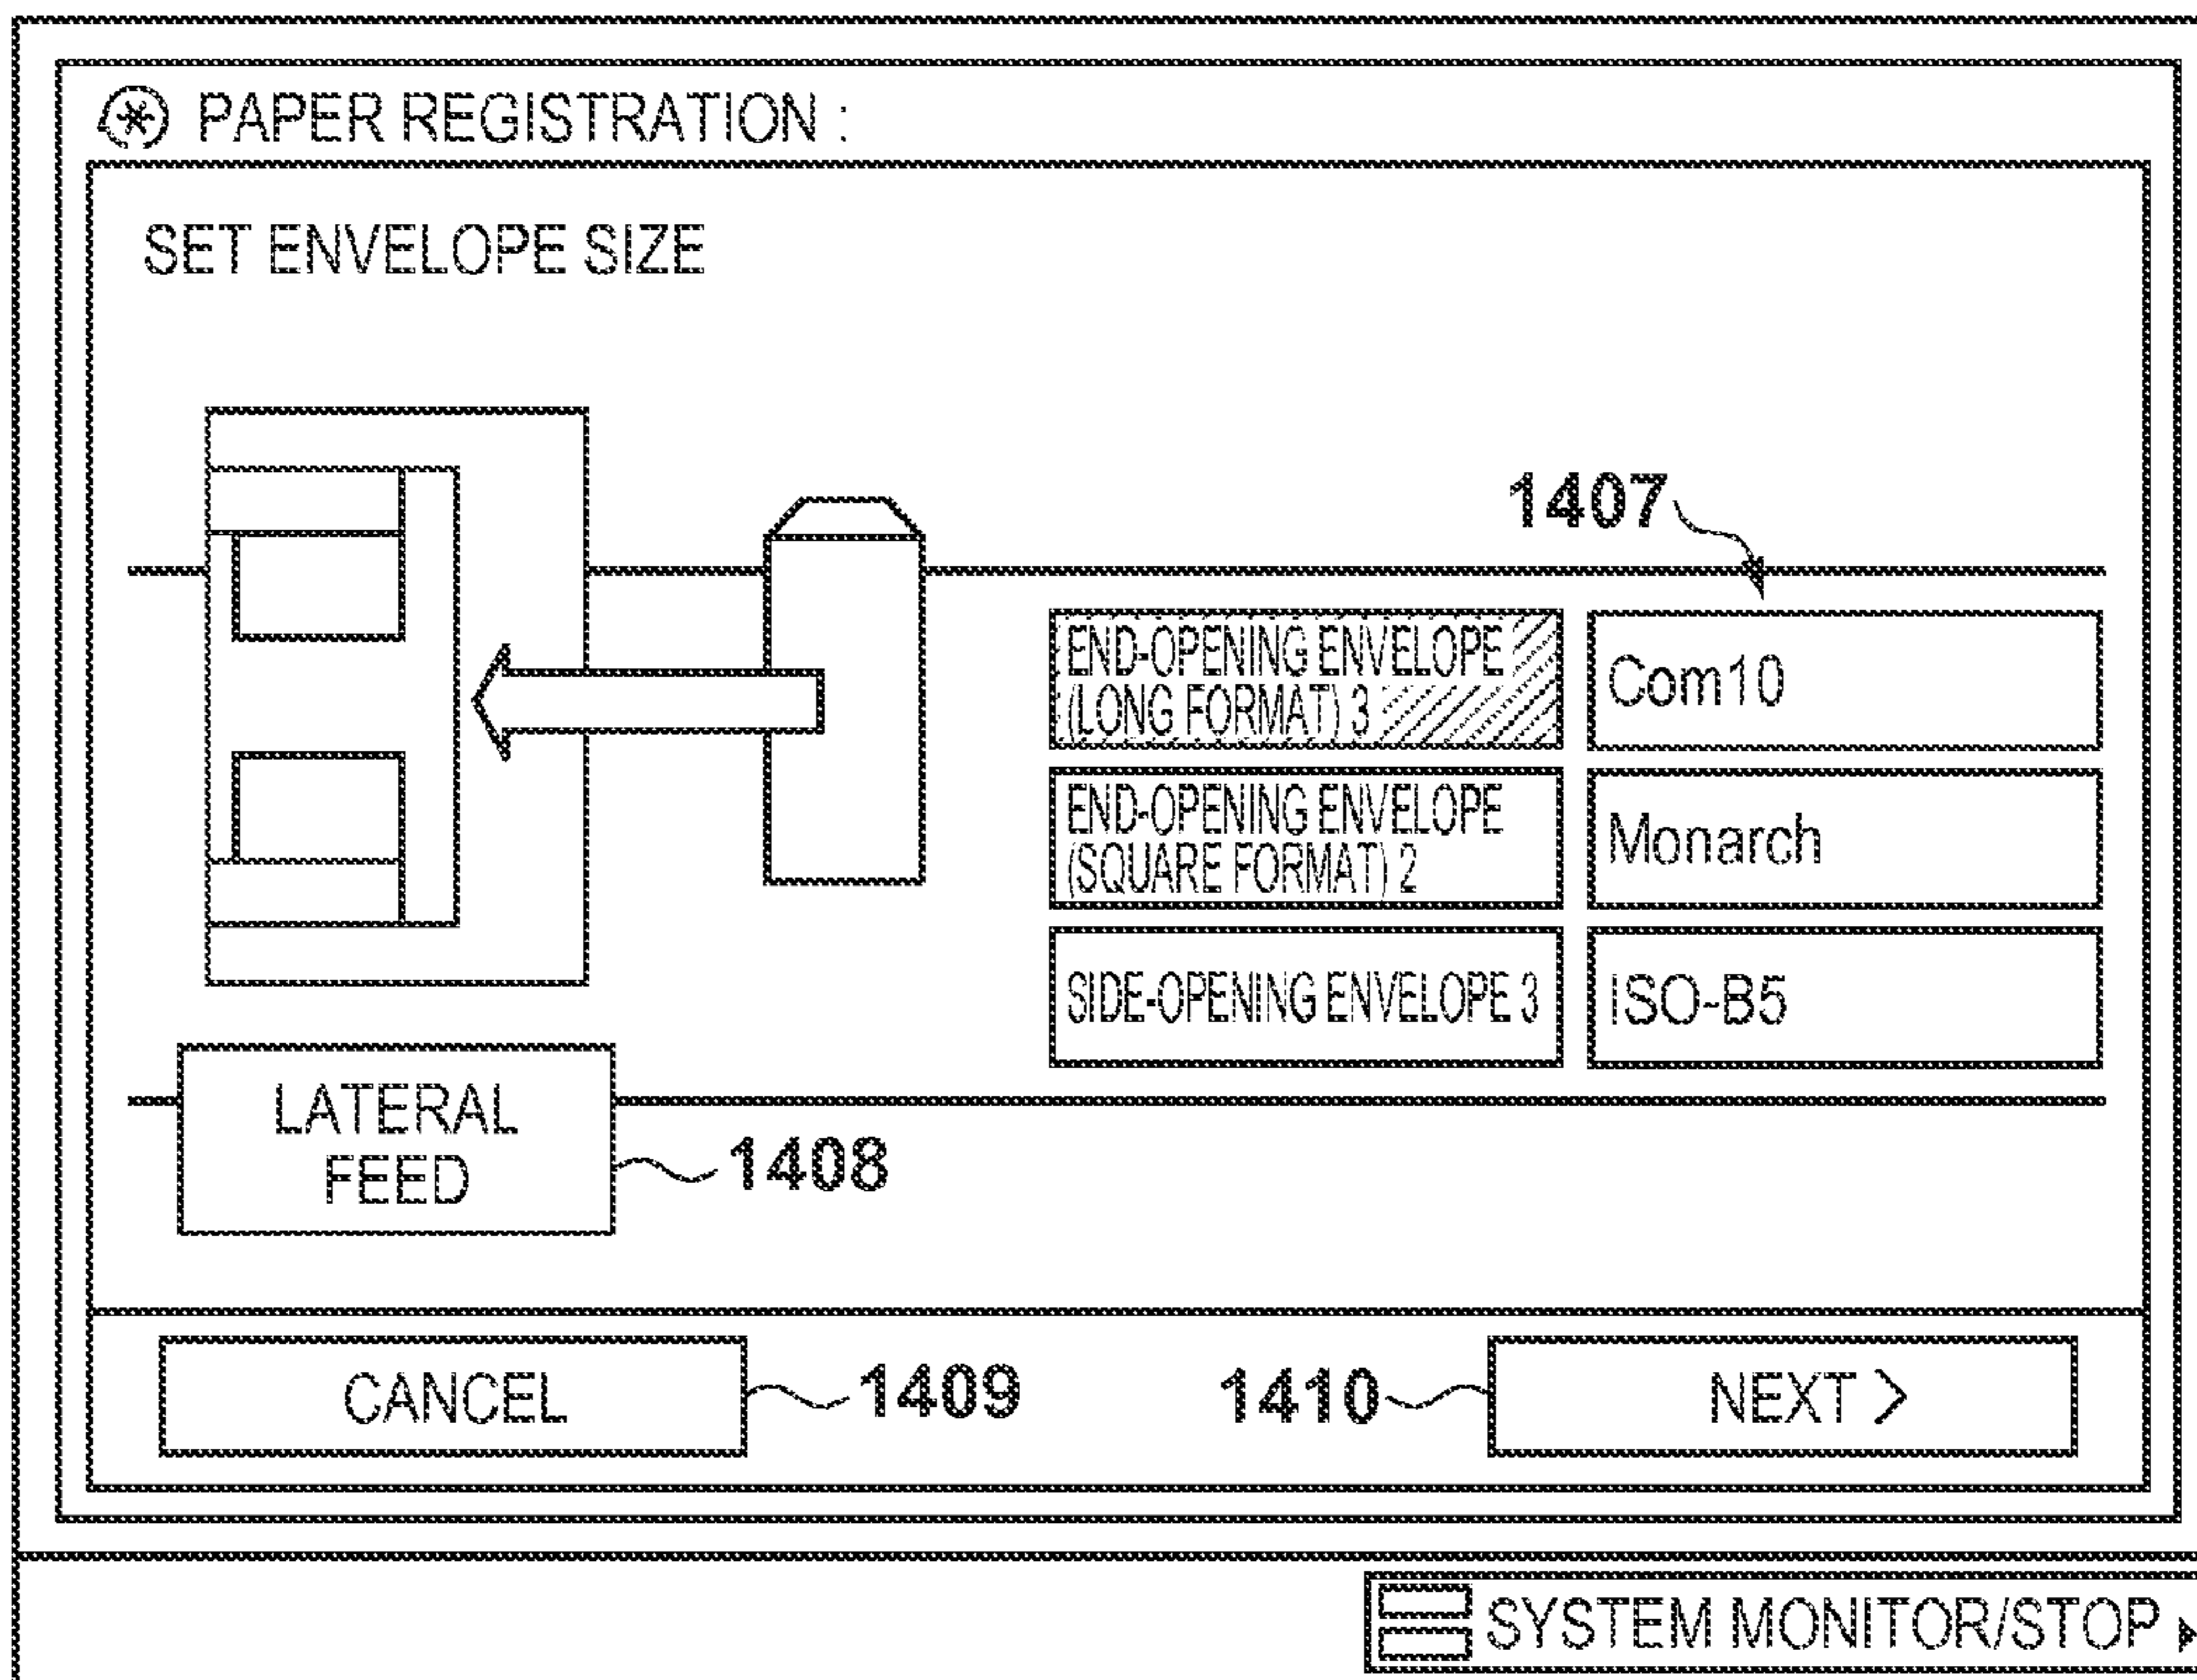 PAPER REGISTRATION :
SET ENVELOPE SIZE
1407
END-OPENING ENVELOPE
(LONG FORMAT) 3
Com10
END-OPENING ENVELOPE
(SQUARE FORMAT) 2
Monarch
SIDE-OPENING ENVELOPE 3
ISO-B5
LATERAL
FEED
1408
CANCEL
1409
1410
NEXT >
SYSTEM MONITOR/STOP